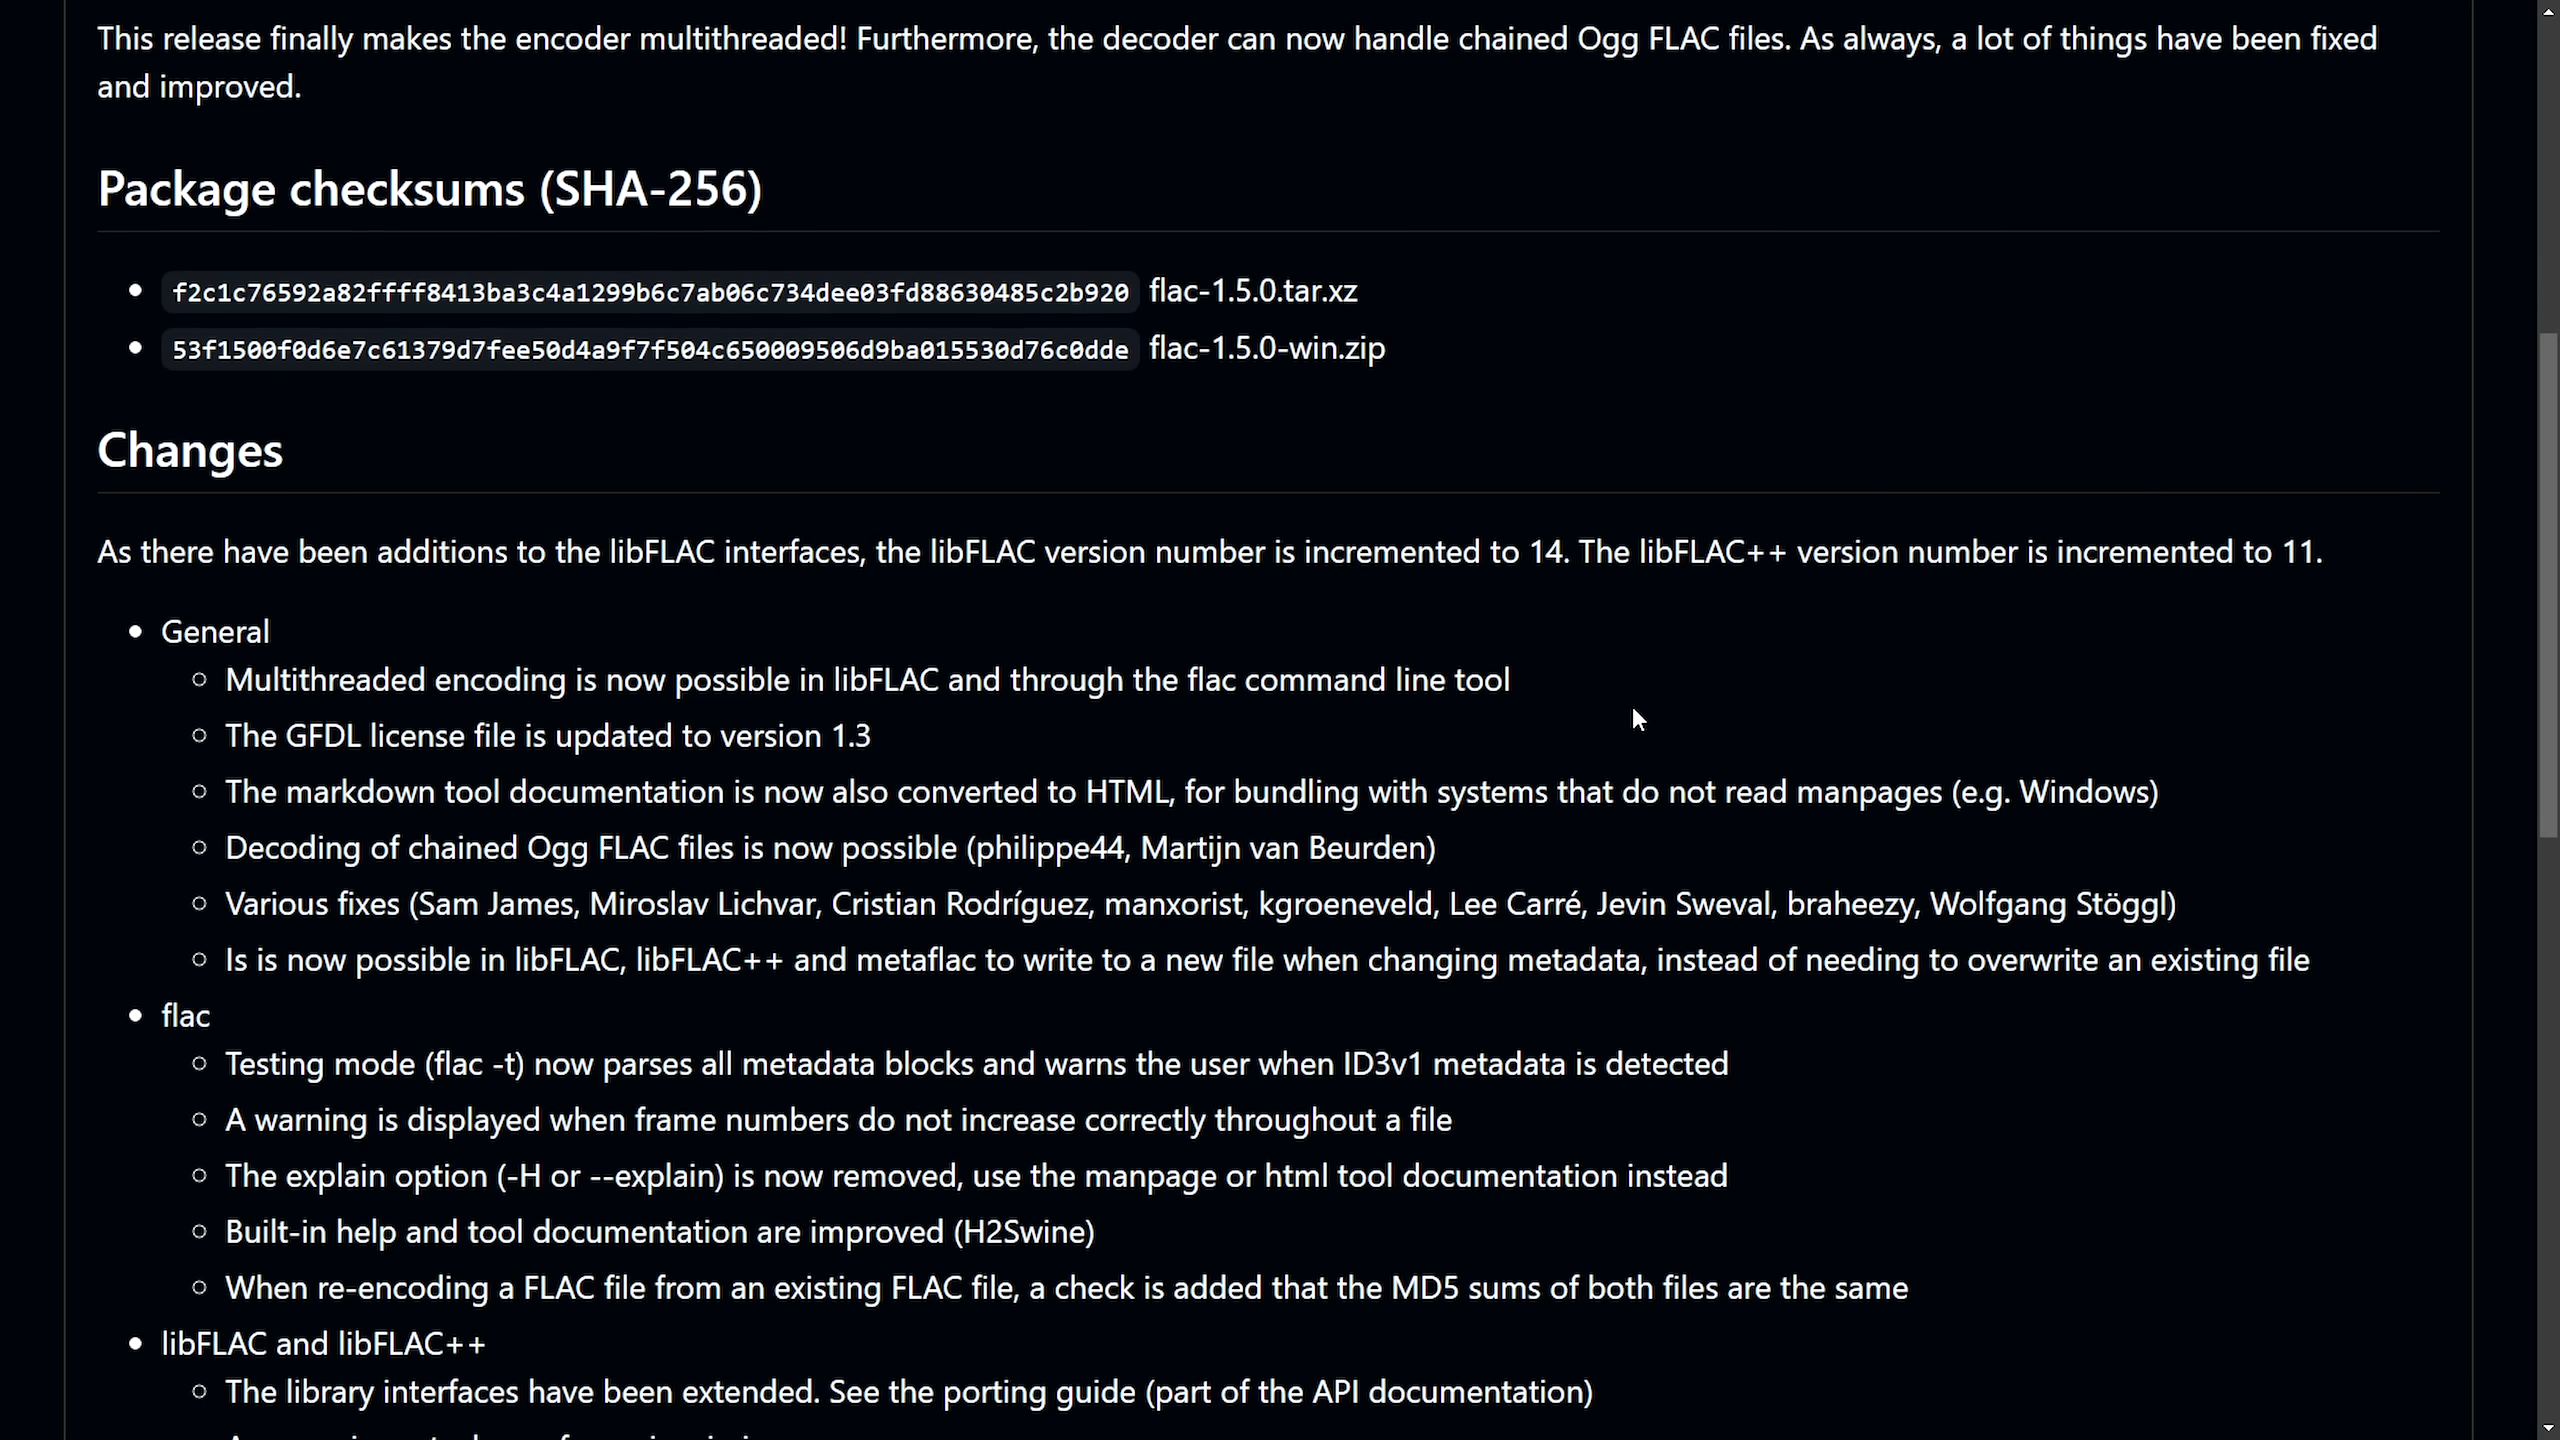 This release finally makes the encoder multithreaded! Furthermore, the decoder can now handle chained Ogg FLAC files. As always, a lot of things have been fixed
and improved.
Package checksums (SHA-256)
f2c1c76592a82ffff8413ba3c4a1299b6c7ab06c734dee03fd88630485c2b920 flac-1.5.0.tar.xz
53f1500f0d6e7c61379d7fee50d4a9f7f504c650009506d9ba015530d76c0dde flac-1.5.0-win.zip
Changes
As there have been additions to the libFLAC interfaces, the libFLAC version number is incremented to 14. The libFLAC++ version number is incremented to 11.
General
Multithreaded encoding is now possible in libFLAC and through the flac command line tool
The GFDL license file is updated to version 1.3
The markdown tool documentation is now also converted to HTML, for bundling with systems that do not read manpages (e.g. Windows)
Decoding of chained Ogg FLAC files is now possible (philippe44, Martijn van Beurden)
Various fixes (Sam James, Miroslav Lichvar, Cristian Rodríguez, manxorist, kgroeneveld, Lee Carré, Jevin Sweval, braheezy, Wolfgang Stöggl)
Is is now possible in libFLAC, libFLAC++ and metaflac to write to a new file when changing metadata, instead of needing to overwrite an existing file
flac
Testing mode (flac -t) now parses all metadata blocks and warns the user when ID3v1 metadata is detected
A warning is displayed when frame numbers do not increase correctly throughout a file
The explain option (-H or --explain) is now removed, use the manpage or html tool documentation instead
Built-in help and tool documentation are improved (H2Swine)
When re-encoding a FLAC file from an existing FLAC file, a check is added that the MD5 sums of both files are the same
libFLAC and libFLAC++
The library interfaces have been extended. See the porting guide (part of the API documentation)